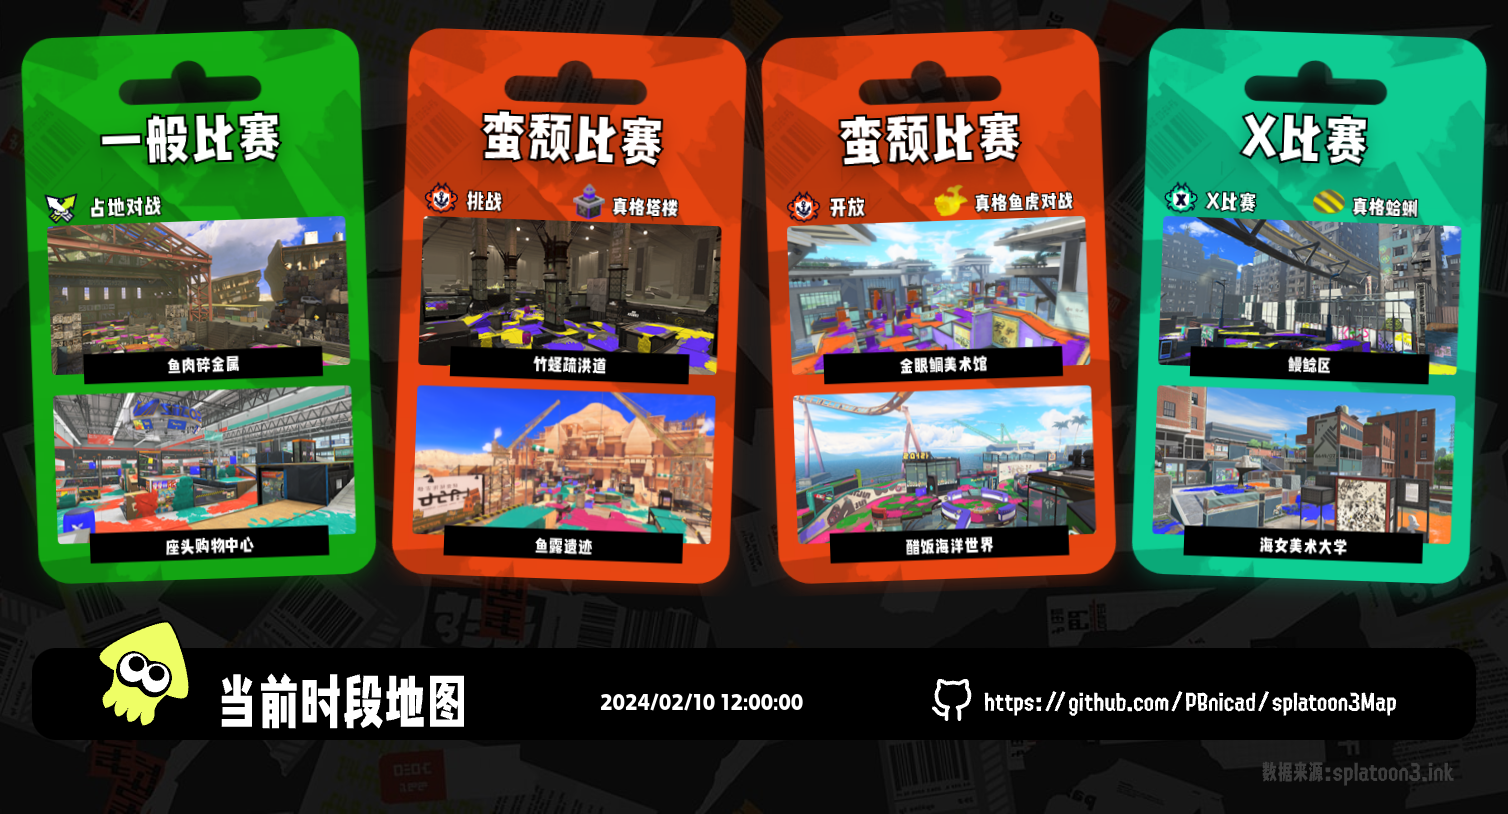 一般比赛
占地对战
鱼肉碎金属
座头购物中心
蛮颓比赛
挑战
真格塔楼
竹蛏疏洪道
鱼露遗迹
蛮颓比赛
开放
真格鱼虎对战
金眼鲷美术馆
醋饭海洋世界
X比赛
X比赛
真格蛤蜊
鳗鲶区
海女美术大学
当前时段地图
2024/02/10 12:00:00
https://github.com/PBnicad/splatoon3Map
数据来源:splatoon3.ink